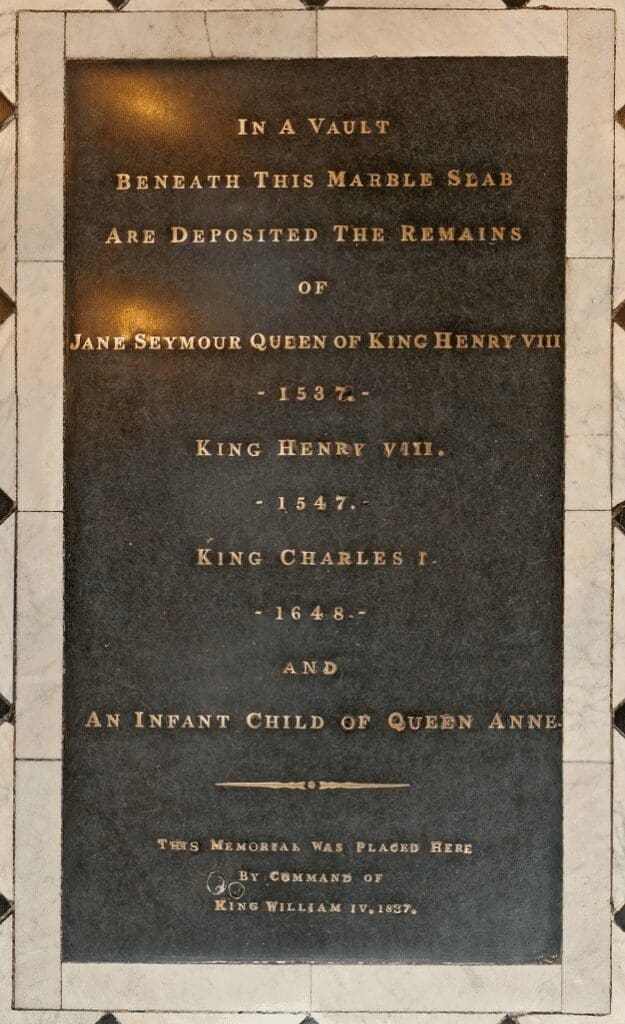 IN A VAULT
BENEATH THIS MARBLE SLAB
ARE DEPOSITED THE REMAINS
OF
JANE SEYMOUR QUEEN OF KING HENRY VIII
- 1537. -
KING HENRY VIII.
- 1547. -
KING CHARLES I.
- 1648 -
AND
AN INFANT CHILD OF QUEEN ANNE.
THIS MEMORIAL WAS PLACED HERE
BY COMMAND OF
KING WILLIAM IV. 1837.